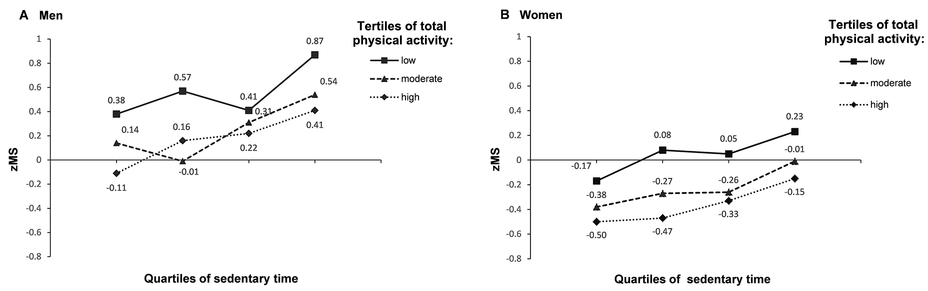 A Men
Tertiles of total
physical activity:
low
moderate
high
1
0.8
0.6
0.4
0.2
0
-0.2
-0.4
-0.6
-0.8
zMS
0.38
0.57
0.41
0.87
0.14
-0.01
0.31
0.54
-0.11
0.16
0.22
0.41
Quartiles of sedentary time
B Women
Tertiles of total
physical activity:
low
moderate
high
1
0.8
0.6
0.4
0.2
0
-0.2
-0.4
-0.6
-0.8
zMS
-0.17
0.08
0.05
0.23
-0.38
-0.27
-0.26
-0.01
-0.50
-0.47
-0.33
-0.15
Quartiles of sedentary time